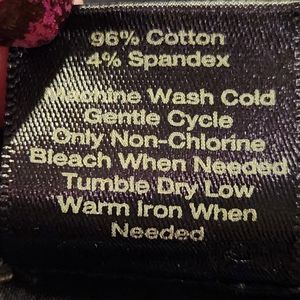 96% Cotton
4% Spandex
Machine Wash Cold
Gentle Cycle
Only Non-Chlorine
Bleach When Needed
Tumble Dry Low
Warm Iron When
Needed